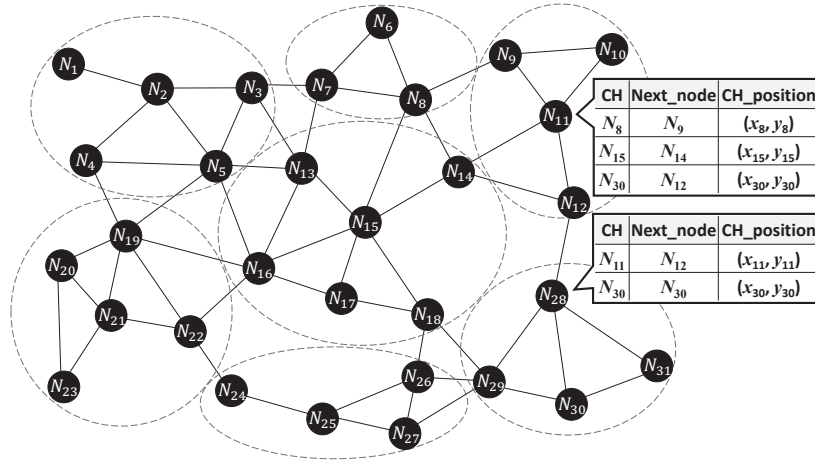 N₆
N₉
N₁₀
N₁
N₂
N₃
N₇
N₈
N₁₁
CH Next_node CH_position
N₈ N₉ (x₈, y₈)
N₁₅ N₁₄ (x₁₅, y₁₅)
N₃₀ N₁₂ (x₃₀, y₃₀)
N₄
N₅
N₁₃
N₁₄
N₁₂
N₁₉
N₁₅
CH Next_node CH_position
N₁₁ N₁₂ (x₁₁, y₁₁)
N₃₀ N₃₀ (x₃₀, y₃₀)
N₂₀
N₁₆
N₁₇
N₂₈
N₂₁
N₂₂
N₁₈
N₂₃
N₂₄
N₂₆
N₂₉
N₃₁
N₂₅
N₂₇
N₃₀